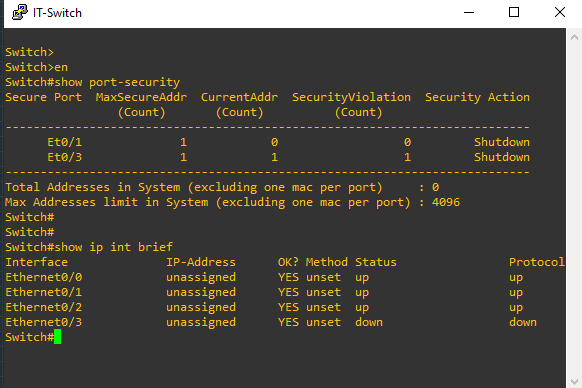 IT-Switch
Switch>
Switch>en
Switch#show port-security
Secure Port  MaxSecureAddr  CurrentAddr  SecurityViolation  Security Action
                (Count)       (Count)          (Count)
---------------------------------------------------------------------------
      Et0/1              1            0                  0         Shutdown
      Et0/3              1            1                  1         Shutdown
---------------------------------------------------------------------------
Total Addresses in System (excluding one mac per port)     : 0
Max Addresses limit in System (excluding one mac per port) : 4096
Switch#
Switch#
Switch#show ip int brief
Interface              IP-Address      OK? Method Status                Protocol
Ethernet0/0            unassigned      YES unset  up                    up
Ethernet0/1            unassigned      YES unset  up                    up
Ethernet0/2            unassigned      YES unset  up                    up
Ethernet0/3            unassigned      YES unset  down                  down
Switch#